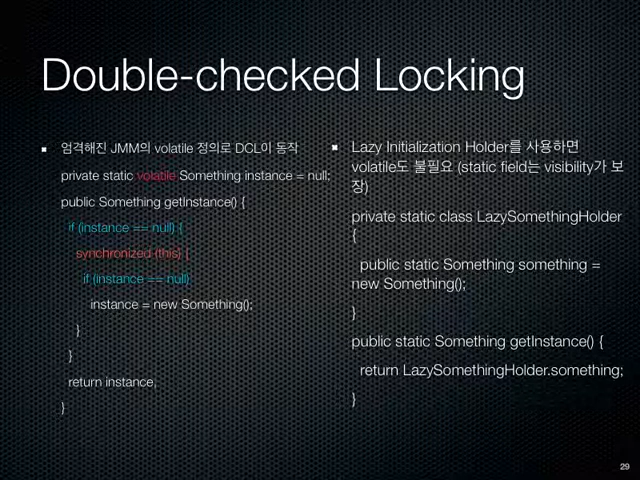 Double-checked Locking
엄격해진 JMM의 volatile 정의로 DCL이 동작
private static volatile Something instance = null;
public Something getInstance() {
if (instance == null) {
synchronized (this) {
if (instance == null)
instance = new Something();
}
}
return instance;
}
Lazy Initialization Holder를 사용하면
volatile도 불필요 (static field는 visibility가 보
장)
private static class LazySomethingHolder
{
public static Something something =
new Something();
}
public static Something getInstance() {
return LazySomethingHolder.something;
}
29